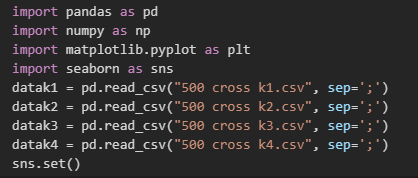 import pandas as pd
import numpy as np
import matplotlib.pyplot as plt
import seaborn as sns
datak1 = pd.read_csv("500 cross k1.csv", sep=';')
datak2 = pd.read_csv("500 cross k2.csv", sep=';')
datak3 = pd.read_csv("500 cross k3.csv", sep=';')
datak4 = pd.read_csv("500 cross k4.csv", sep=';')
sns.set()